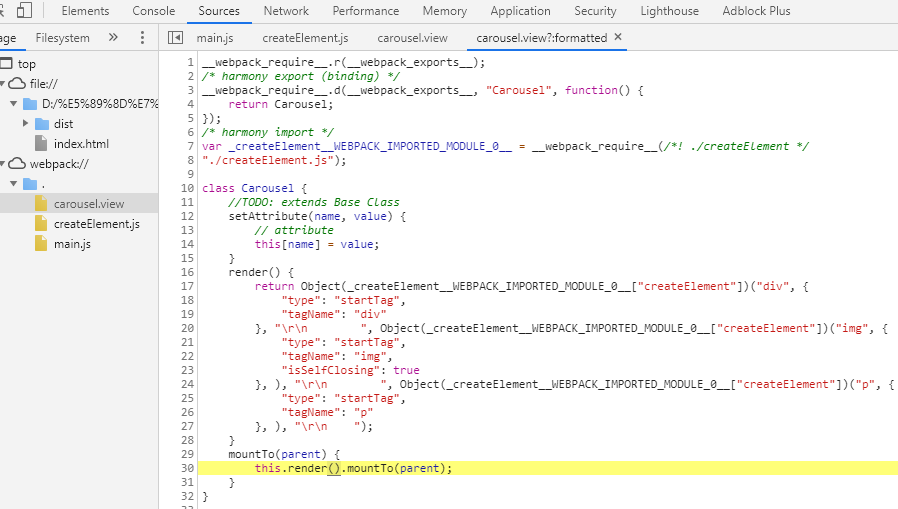 Elements Console Sources Network Performance Memory Application Security Lighthouse Adblock Plus
age Filesystem » main.js createElement.js carousel.view carousel.view?:formatted ×
top
file://
D:/%E5%89%8D%E7%
dist
index.html
webpack://
.
carousel.view
createElement.js
main.js
1 __webpack_require__.r(__webpack_exports__);
2 /* harmony export (binding) */
3 __webpack_require__.d(__webpack_exports__, "Carousel", function() {
4     return Carousel;
5 });
6 /* harmony import */
7 var _createElement__WEBPACK_IMPORTED_MODULE_0__ = __webpack_require__(/*! ./createElement */
8 "./createElement.js");
9
10 class Carousel {
11     //TODO: extends Base Class
12     setAttribute(name, value) {
13         // attribute
14         this[name] = value;
15     }
16     render() {
17         return Object(_createElement__WEBPACK_IMPORTED_MODULE_0__["createElement"])("div", {
18             "type": "startTag",
19             "tagName": "div"
20         }, "\r\n        ", Object(_createElement__WEBPACK_IMPORTED_MODULE_0__["createElement"])("img", {
21             "type": "startTag",
22             "tagName": "img",
23             "isSelfClosing": true
24         }, ), "\r\n        ", Object(_createElement__WEBPACK_IMPORTED_MODULE_0__["createElement"])("p", {
25             "type": "startTag",
26             "tagName": "p"
27         }, ), "\r\n    ");
28     }
29     mountTo(parent) {
30         this.render().mountTo(parent);
31     }
32 }